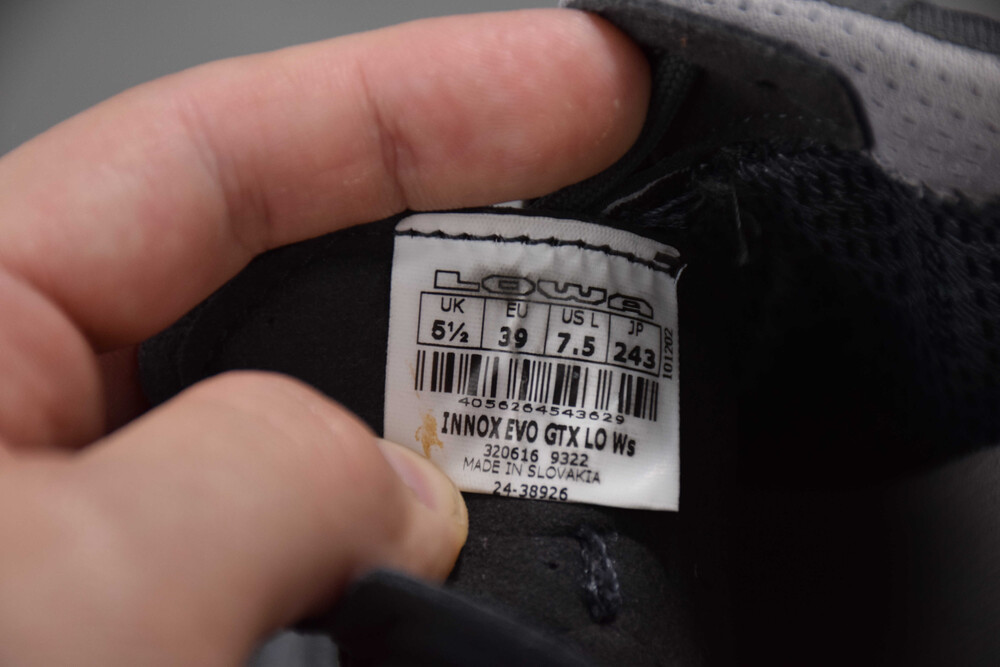 LOWA
UK EU US L JP
5½ 39 7.5 243
101202
4056264543629
INNOX EVO GTX LO Ws
320616 9322
MADE IN SLOVAKIA
24-38926